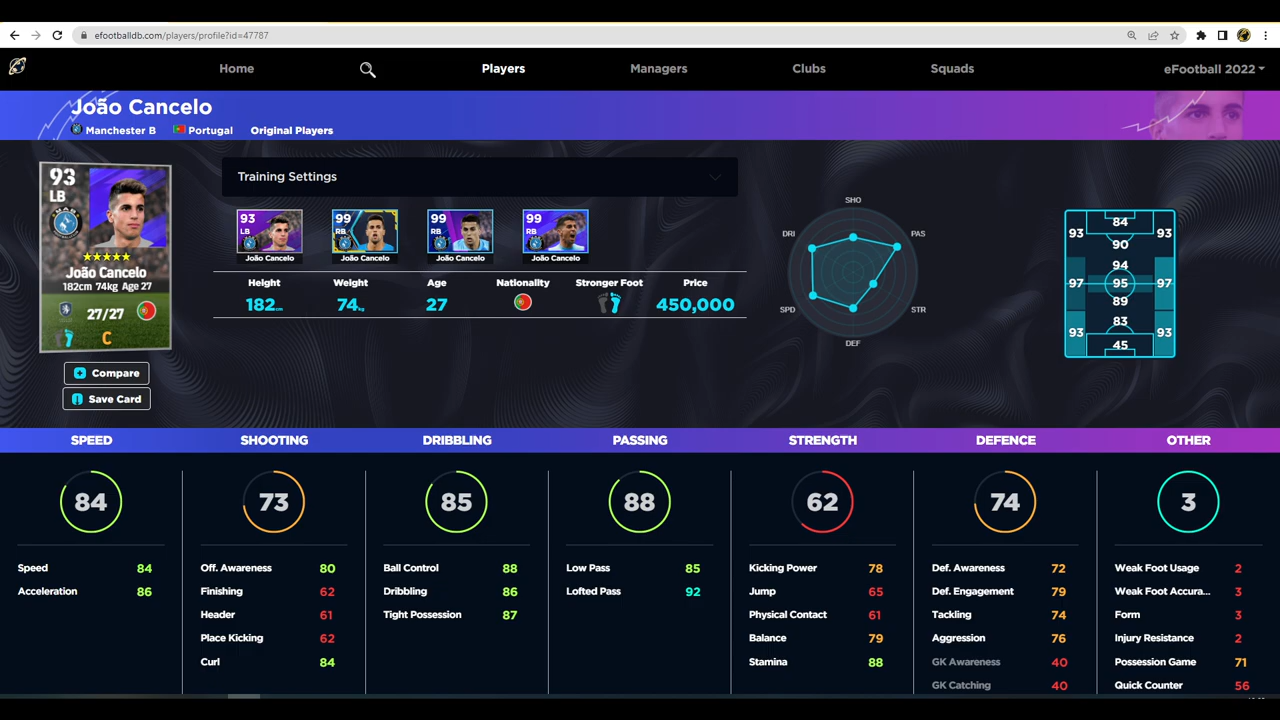 efootballdb.com/players/profile?id=47787
Home Players Managers Clubs Squads eFootball 2022
João Cancelo
Manchester B Portugal Original Players
93
LB
João Cancelo
182cm 74kg Age 27
27/27
C
Compare
Save Card
Training Settings
93 LB João Cancelo
99 RB João Cancelo
99 RB João Cancelo
99 RB João Cancelo
Height Weight Age Nationality Stronger Foot Price
182cm 74kg 27 450,000
SHO
DRI PAS
SPD STR
DEF
84
93 93
90
94
97 95 97
89
83
93 93
45
SPEED SHOOTING DRIBBLING PASSING STRENGTH DEFENCE OTHER
84 73 85 88 62 74 3
Speed 84
Acceleration 86
Off. Awareness 80
Finishing 62
Header 61
Place Kicking 62
Curl 84
Ball Control 88
Dribbling 86
Tight Possession 87
Low Pass 85
Lofted Pass 92
Kicking Power 78
Jump 65
Physical Contact 61
Balance 79
Stamina 88
Def. Awareness 72
Def. Engagement 79
Tackling 74
Aggression 76
GK Awareness 40
GK Catching 40
Weak Foot Usage 2
Weak Foot Accura... 3
Form 3
Injury Resistance 2
Possession Game 71
Quick Counter 56